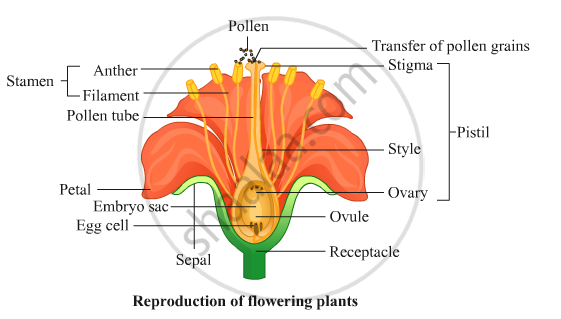 Pollen
Transfer of pollen grains
Stigma
Anther
Stamen
Filament
Pollen tube
Pistil
Style
Petal
Ovary
Embryo sac
Ovule
Egg cell
Sepal
Receptacle
Reproduction of flowering plants